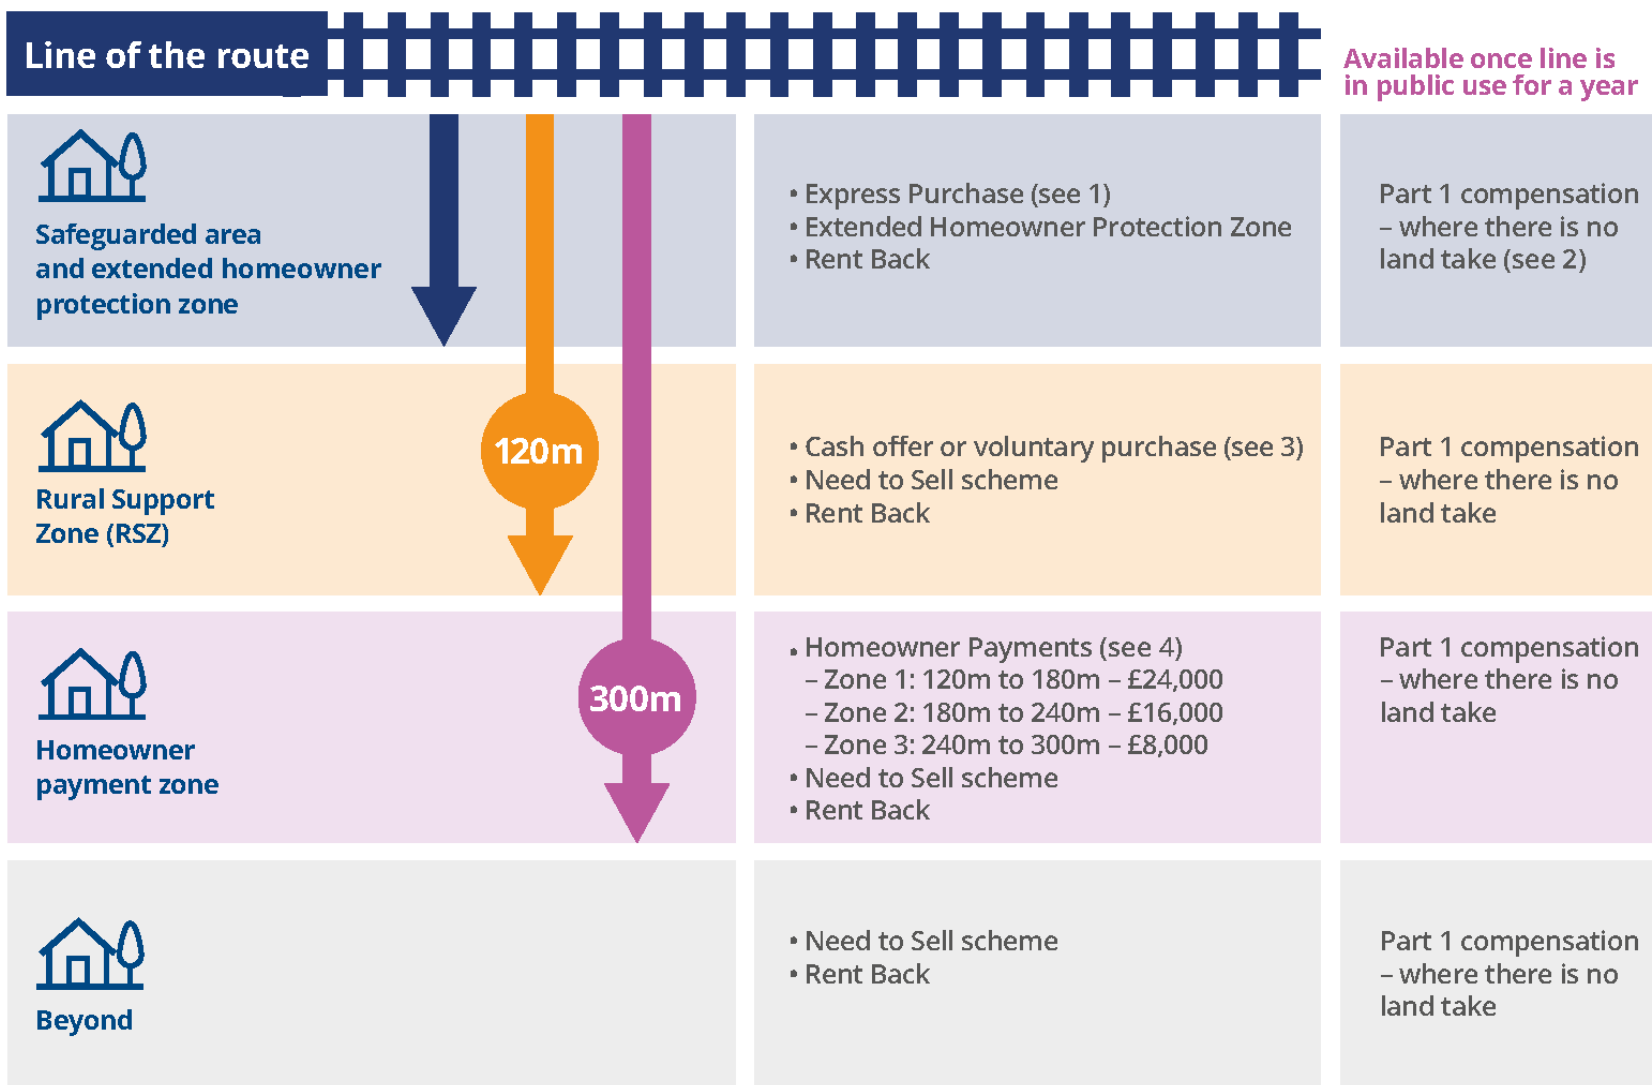 Line of the route
Available once line is
in public use for a year
Safeguarded area
and extended homeowner
protection zone
• Express Purchase (see 1)
• Extended Homeowner Protection Zone
• Rent Back
Part 1 compensation
– where there is no
land take (see 2)
Rural Support
Zone (RSZ)
120m
• Cash offer or voluntary purchase (see 3)
• Need to Sell scheme
• Rent Back
Part 1 compensation
– where there is no
land take
Homeowner
payment zone
300m
• Homeowner Payments (see 4)
– Zone 1: 120m to 180m – £24,000
– Zone 2: 180m to 240m – £16,000
– Zone 3: 240m to 300m – £8,000
• Need to Sell scheme
• Rent Back
Part 1 compensation
– where there is no
land take
Beyond
• Need to Sell scheme
• Rent Back
Part 1 compensation
– where there is no
land take